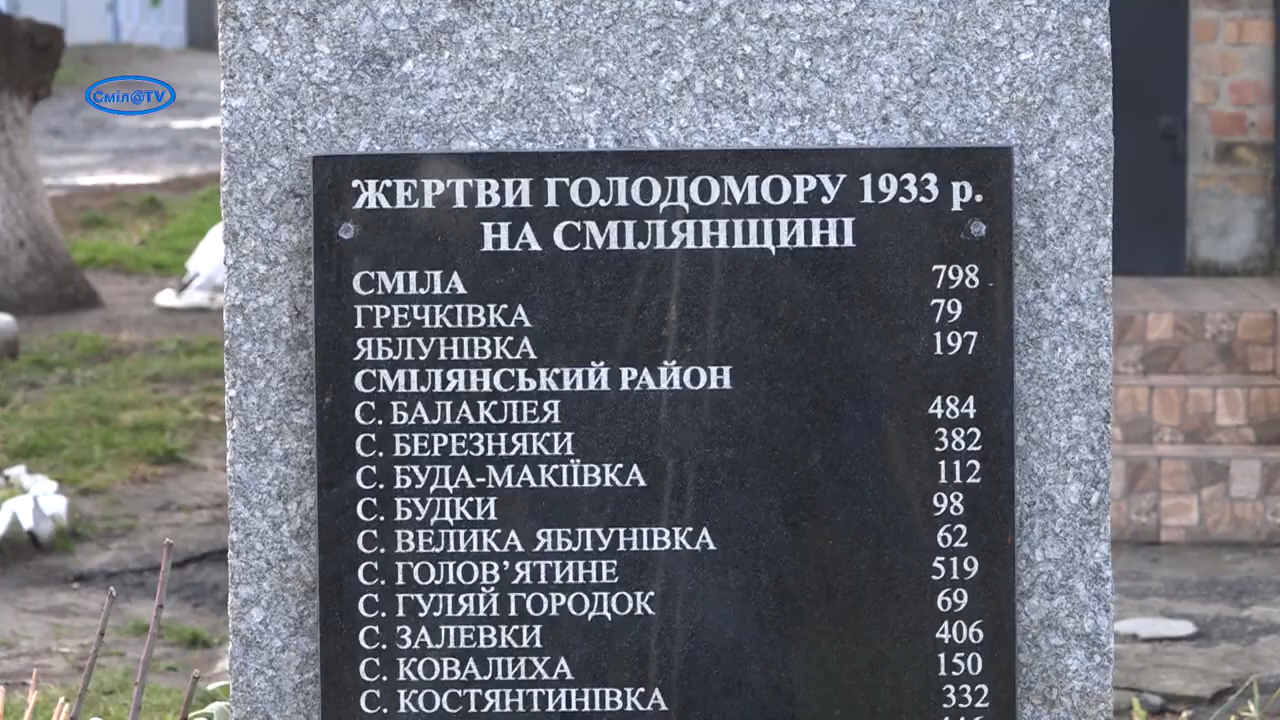 Сміл@TV
ЖЕРТВИ ГОЛОДОМОРУ 1933 р.
НА СМІЛЯНЩИНІ
СМІЛА 798
ГРЕЧКІВКА 79
ЯБЛУНІВКА 197
СМІЛЯНСЬКИЙ РАЙОН
С. БАЛАКЛЕЯ 484
С. БЕРЕЗНЯКИ 382
С. БУДА-МАКІЇВКА 112
С. БУДКИ 98
С. ВЕЛИКА ЯБЛУНІВКА 62
С. ГОЛОВ’ЯТИНЕ 519
С. ГУЛЯЙ ГОРОДОК 69
С. ЗАЛЕВКИ 406
С. КОВАЛИХА 150
С. КОСТЯНТИНІВКА 332